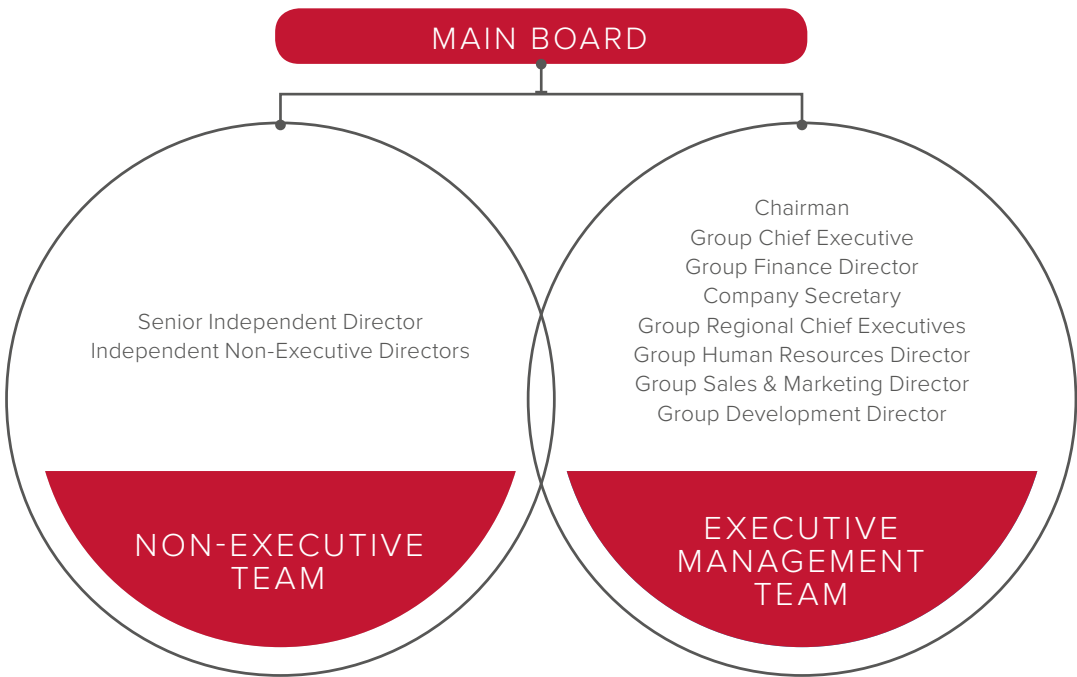 MAIN BOARD
Senior Independent Director
Independent Non-Executive Directors
NON-EXECUTIVE
TEAM
Chairman
Group Chief Executive
Group Finance Director
Company Secretary
Group Regional Chief Executives
Group Human Resources Director
Group Sales & Marketing Director
Group Development Director
EXECUTIVE
MANAGEMENT
TEAM